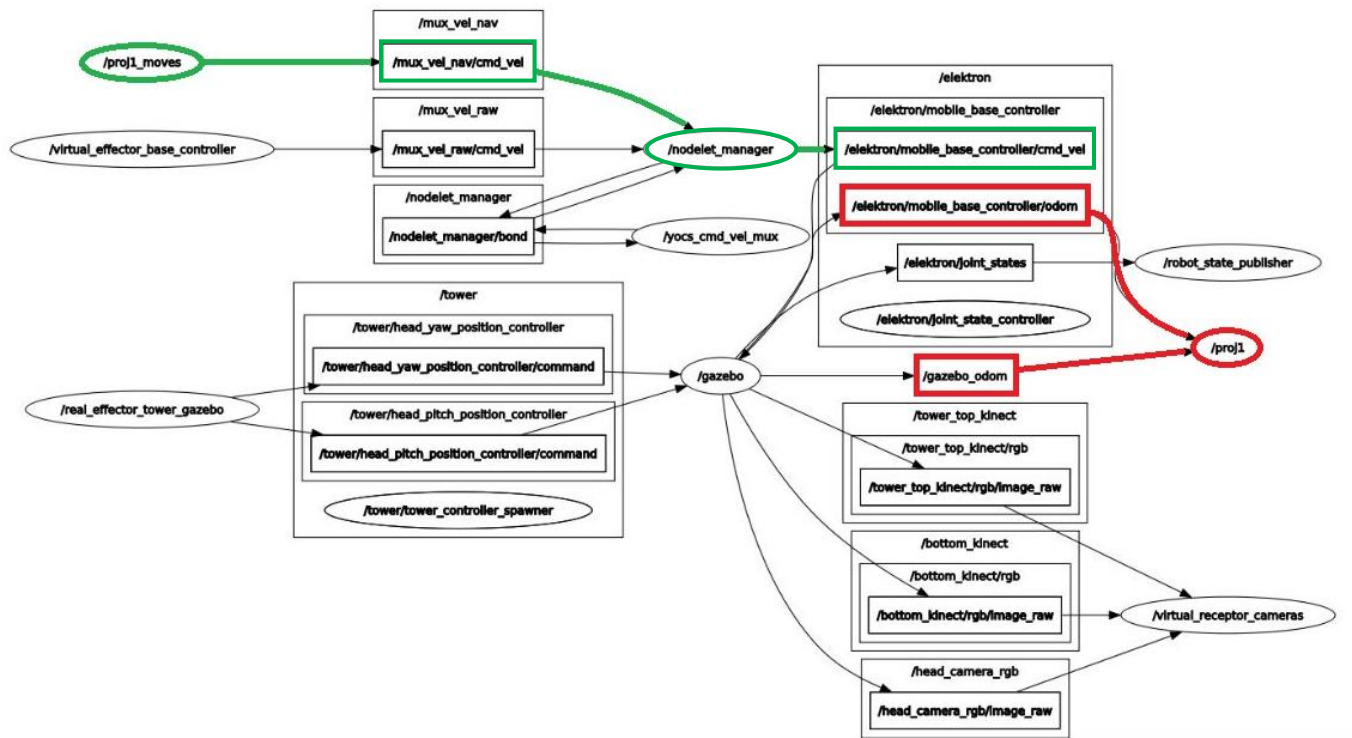 /mux_vel_nav
/proj1_moves
/mux_vel_nav/cmd_vel
/mux_vel_raw
/virtual_effector_base_controller
/mux_vel_raw/cmd_vel
/nodelet_manager
/nodelet_manager
/nodelet_manager/bond
/yocs_cmd_vel_mux
/elektron
/elektron/mobile_base_controller
/elektron/mobile_base_controller/cmd_vel
/elektron/mobile_base_controller/odom
/elektron/joint_states
/robot_state_publisher
/elektron/joint_state_controller
/proj1
/gazebo_odom
/gazebo
/tower
/tower/head_yaw_position_controller
/tower/head_yaw_position_controller/command
/real_effector_tower_gazebo
/tower/head_pitch_position_controller
/tower/head_pitch_position_controller/command
/tower/tower_controller_spawner
/tower_top_kinect
/tower_top_kinect/rgb
/tower_top_kinect/rgb/image_raw
/bottom_kinect
/bottom_kinect/rgb
/bottom_kinect/rgb/image_raw
/virtual_receptor_cameras
/head_camera_rgb
/head_camera_rgb/image_raw